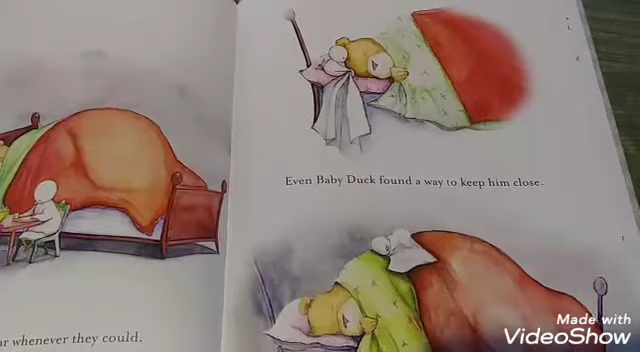 Even Baby Duck found a way to keep him close.
whenever they could.
Made with
VideoShow